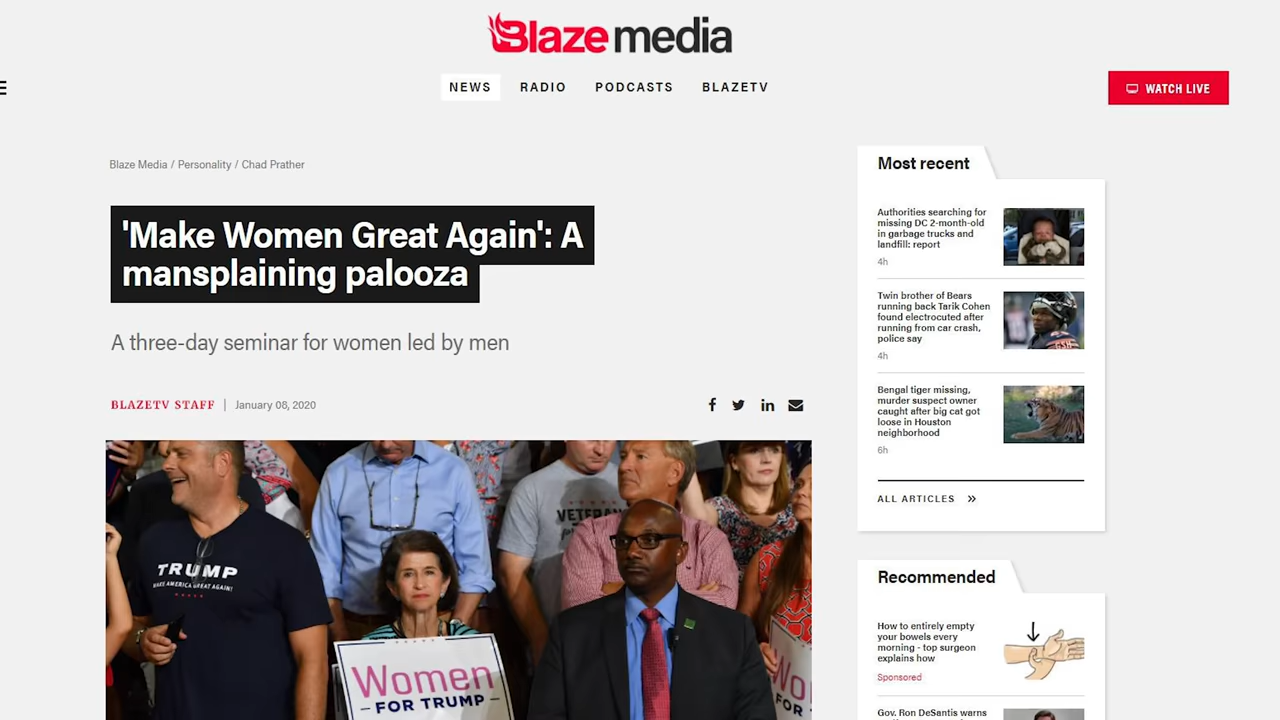 Blaze media
NEWS RADIO PODCASTS BLAZETV
WATCH LIVE
Blaze Media / Personality / Chad Prather
'Make Women Great Again': A
mansplaining palooza
A three-day seminar for women led by men
BLAZETV STAFF | January 08, 2020
TRUMP
MAKE AMERICA GREAT AGAIN!
VETERAN
Women
FOR TRUMP
Wo
FOR
Most recent
Authorities searching for
missing DC 2-month-old
in garbage trucks and
landfill: report
4h
Twin brother of Bears
running back Tarik Cohen
found electrocuted after
running from car crash,
police say
4h
Bengal tiger missing,
murder suspect owner
caught after big cat got
loose in Houston
neighborhood
6h
ALL ARTICLES »
Recommended
How to entirely empty
your bowels every
morning - top surgeon
explains how
Sponsored
Gov. Ron DeSantis warns